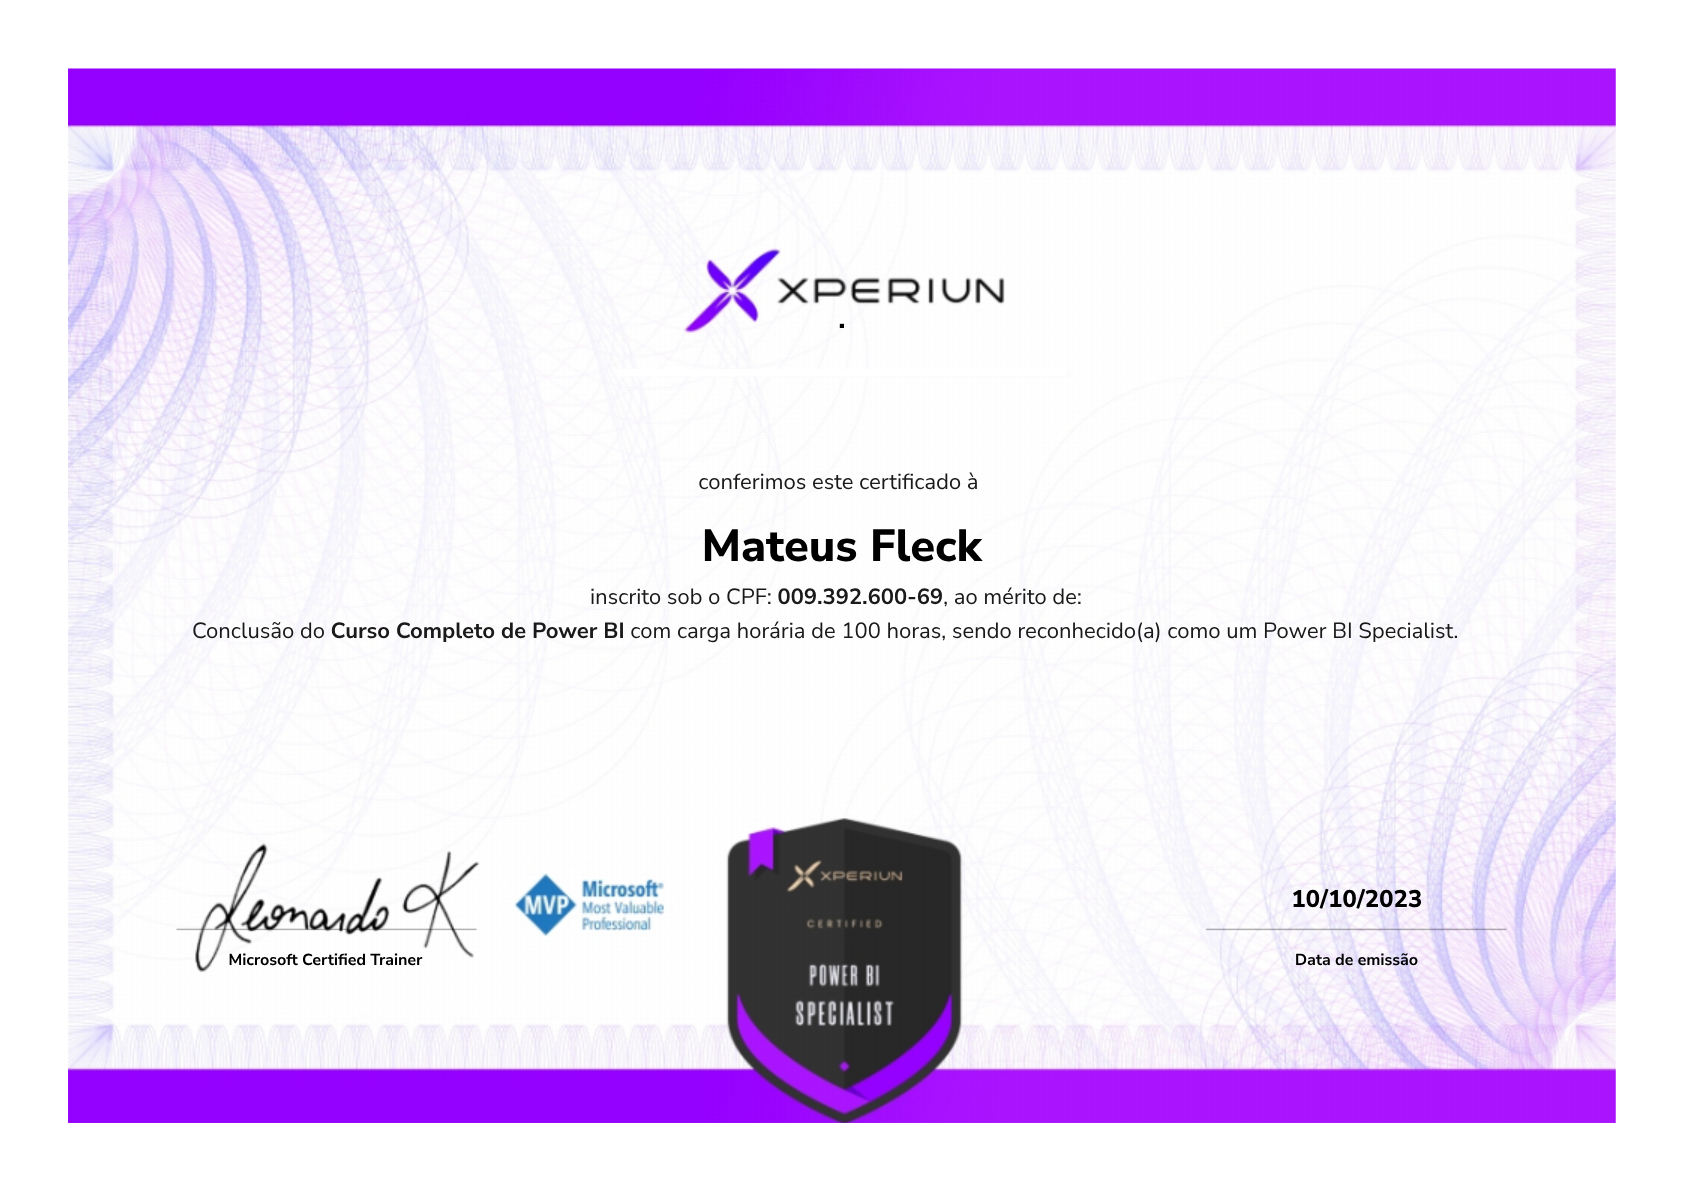 XPERIUN
.
conferimos este certificado à
Mateus Fleck
inscrito sob o CPF: 009.392.600-69, ao mérito de:
Conclusão do Curso Completo de Power BI com carga horária de 100 horas, sendo reconhecido(a) como um Power BI Specialist.
Leonardo K
Microsoft Certified Trainer
MVP
Microsoft®
Most Valuable
Professional
XPERIUN
CERTIFIED
POWER BI
SPECIALIST
10/10/2023
Data de emissão